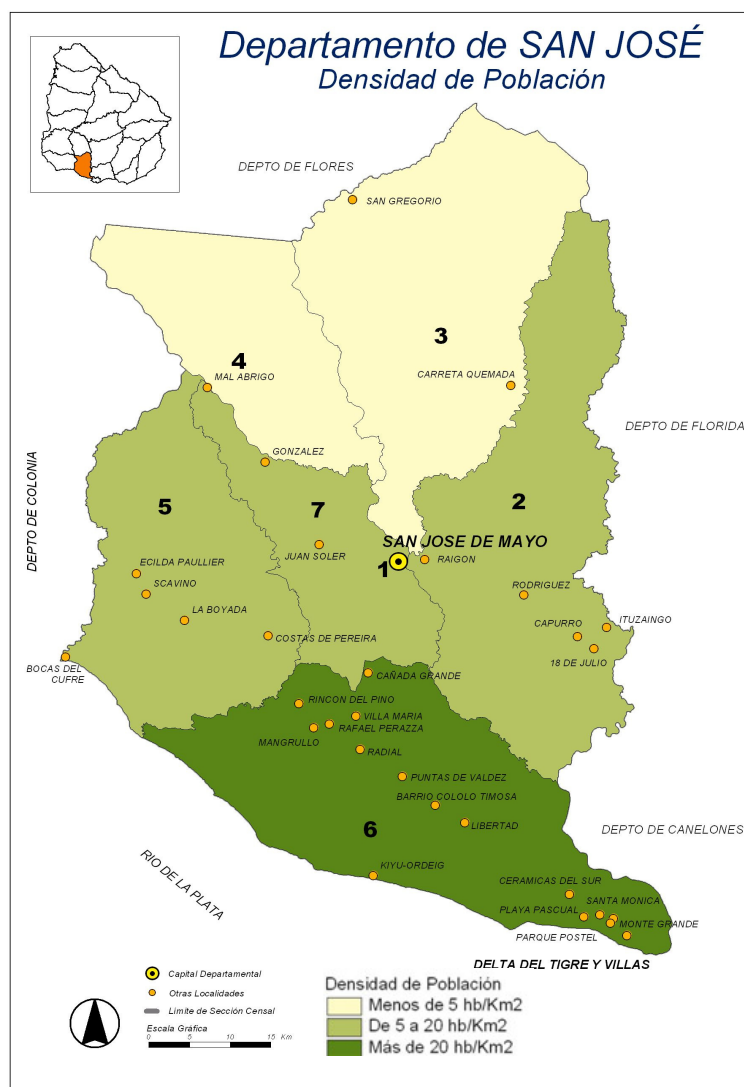 Departamento de SAN JOSÉ
Densidad de Población
DEPTO DE FLORES
SAN GREGORIO
3
4
MAL ABRIGO
CARRETA QUEMADA
DEPTO DE FLORIDA
GONZALEZ
DEPTO DE COLONIA
5
7
2
SAN JOSE DE MAYO
JUAN SOLER
1
RAIGON
ECILDA PAULLIER
SCAVINO
RODRIGUEZ
LA BOYADA
CAPURRO
ITUZAINGO
COSTAS DE PEREIRA
18 DE JULIO
BOCAS DEL
CUFRE
CAÑADA GRANDE
RINCON DEL PINO
VILLA MARIA
RAFAEL PERAZZA
MANGRULLO
RADIAL
PUNTAS DE VALDEZ
BARRIO COLOLO TIMOSA
6
LIBERTAD
DEPTO DE CANELONES
RIO DE LA PLATA
KIYU-ORDEIG
CERAMICAS DEL SUR
SANTA MONICA
PLAYA PASCUAL
MONTE GRANDE
PARQUE POSTEL
DELTA DEL TIGRE Y VILLAS
Capital Departamental
Otras Localidades
Limite de Sección Censal
Escala Gráfica
0 5 10 15 Km
Densidad de Población
Menos de 5 hb/Km2
De 5 a 20 hb/Km2
Más de 20 hb/Km2